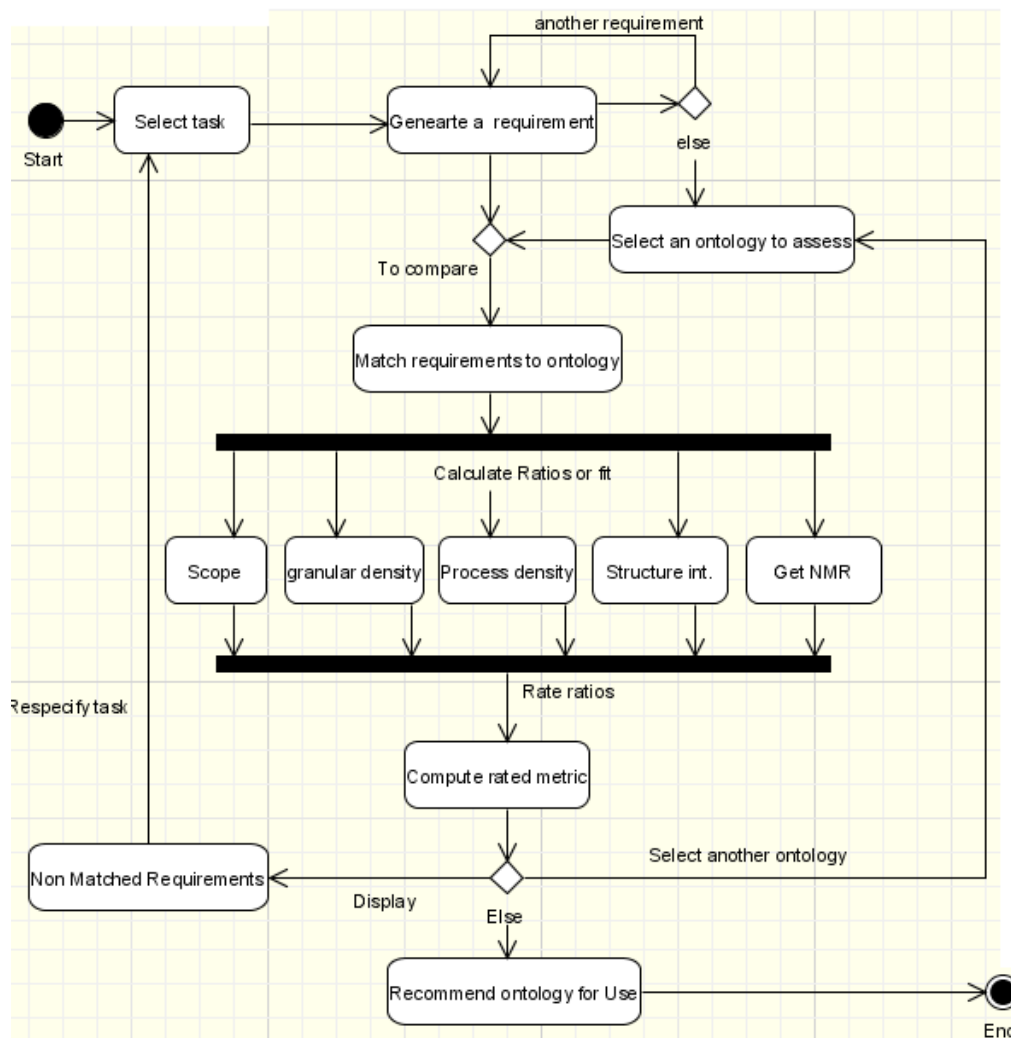 another requirement
Select task
Genearte a requirement
Start
else
Select an ontology to assess
To compare
Match requirements to ontology
Calculate Ratios or fit
Scope
granular density
Process density
Structure int.
Get NMR
Rate ratios
Respecify task
Compute rated metric
Select another ontology
Non Matched Requirements
Display
Else
Recommend ontology for Use
End